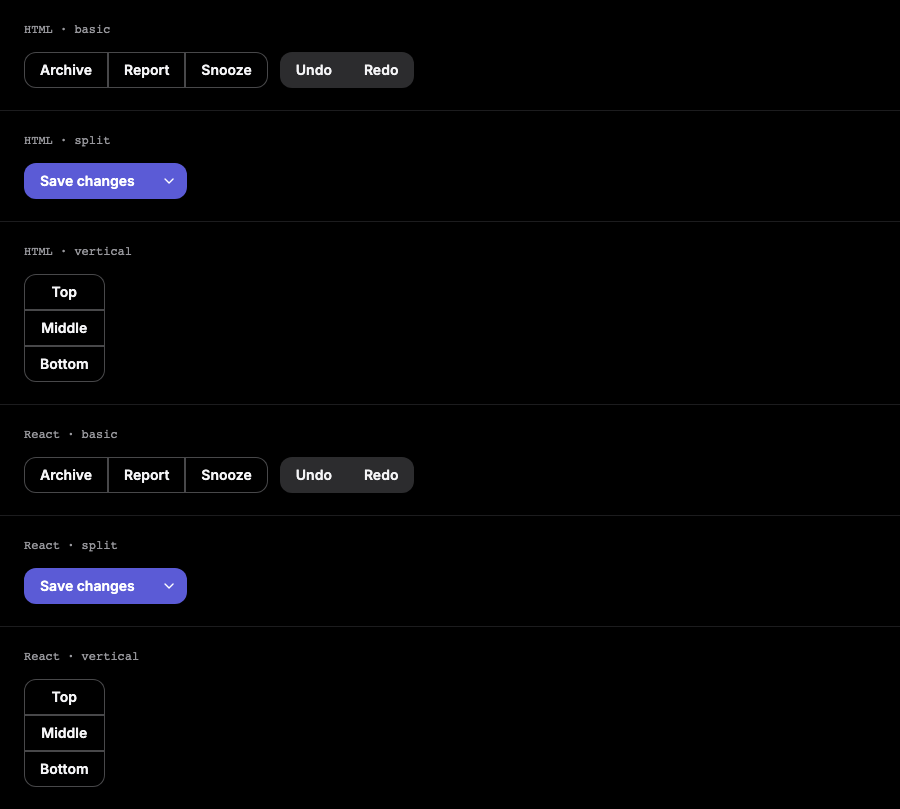 HTML · basic
Archive Report Snooze Undo Redo
HTML · split
Save changes
HTML · vertical
Top
Middle
Bottom
React · basic
Archive Report Snooze Undo Redo
React · split
Save changes
React · vertical
Top
Middle
Bottom